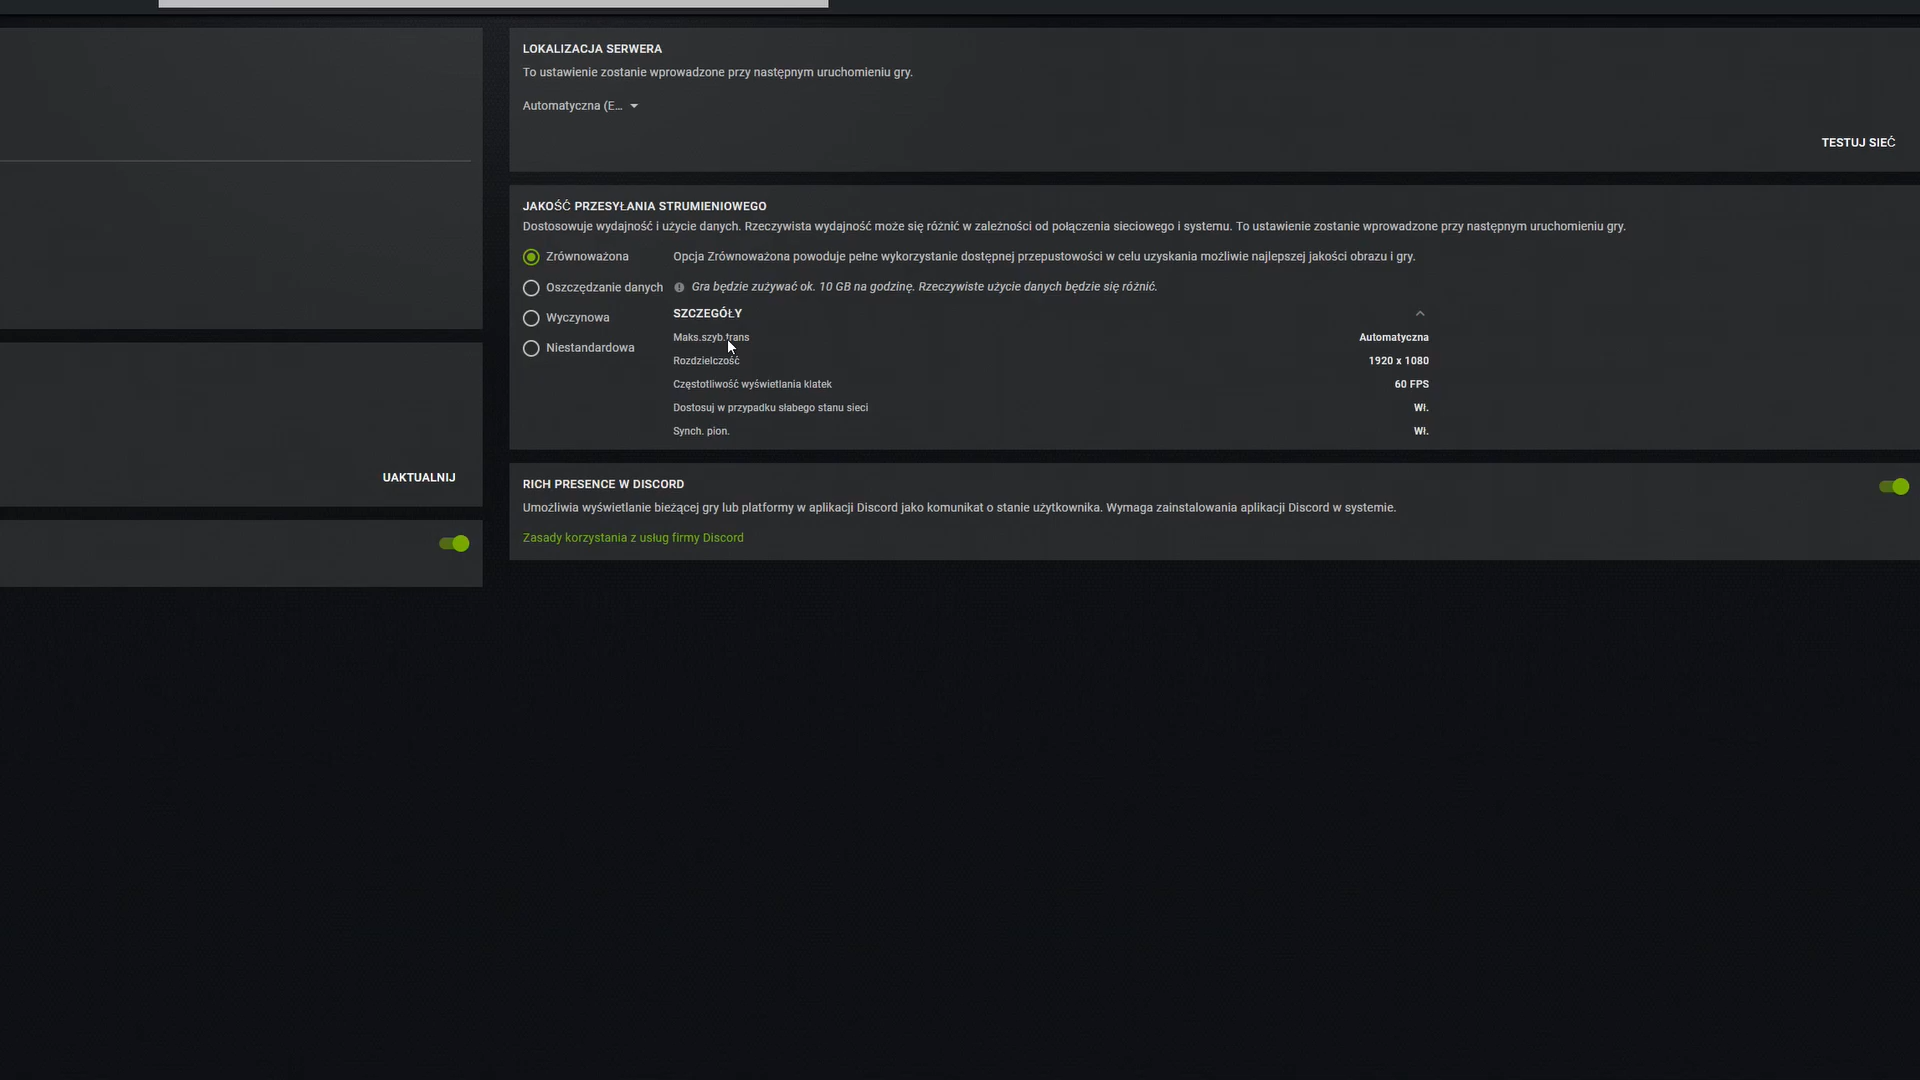 LOKALIZACJA SERWERA
To ustawienie zostanie wprowadzone przy następnym uruchomieniu gry.
Automatyczna (E...
TESTUJ SIEĆ
JAKOŚĆ PRZESYŁANIA STRUMIENIOWEGO
Dostosowuje wydajność i użycie danych. Rzeczywista wydajność może się różnić w zależności od połączenia sieciowego i systemu. To ustawienie zostanie wprowadzone przy następnym uruchomieniu gry.
Zrównoważona
Opcja Zrównoważona powoduje pełne wykorzystanie dostępnej przepustowości w celu uzyskania możliwie najlepszej jakości obrazu i gry.
Oszczędzanie danych
Gra będzie zużywać ok. 10 GB na godzinę. Rzeczywiste użycie danych będzie się różnić.
Wyczynowa
Niestandardowa
SZCZEGÓŁY
Maks.szyb.trans Automatyczna
Rozdzielczość 1920 x 1080
Częstotliwość wyświetlania klatek 60 FPS
Dostosuj w przypadku słabego stanu sieci Wł.
Synch. pion. Wł.
UAKTUALNIJ
RICH PRESENCE W DISCORD
Umożliwia wyświetlanie bieżącej gry lub platformy w aplikacji Discord jako komunikat o stanie użytkownika. Wymaga zainstalowania aplikacji Discord w systemie.
Zasady korzystania z usług firmy Discord